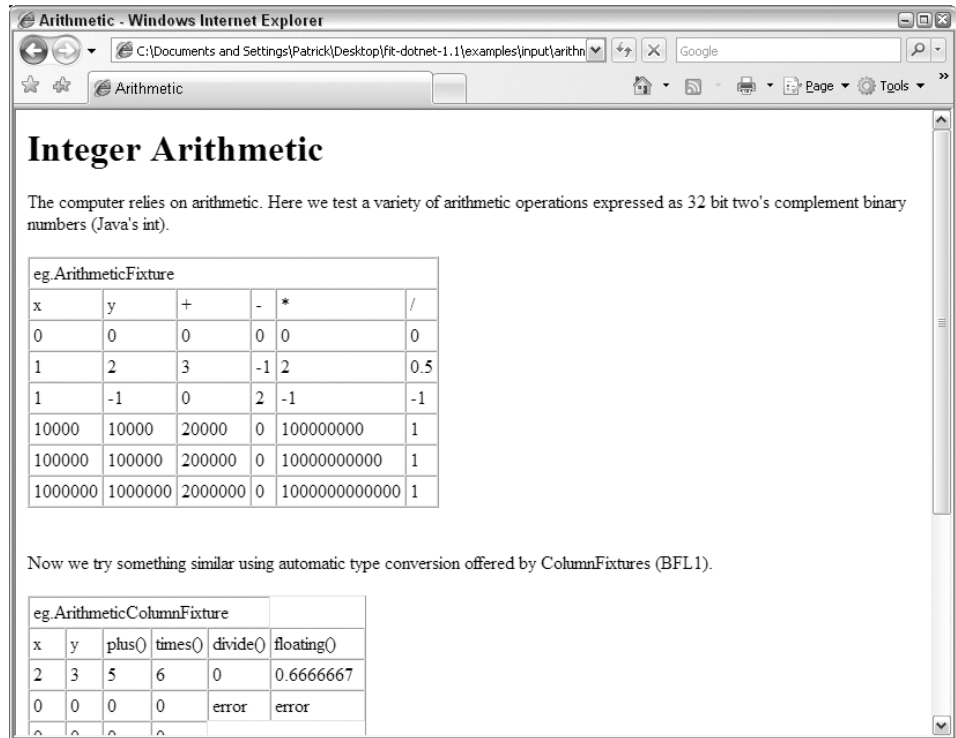 Arithmetic - Windows Internet Explorer
C:\Documents and Settings\Patrick\Desktop\fit-dotnet-1.1\examples\input\arithn
Google
Arithmetic
Page
Tools
»
Integer Arithmetic
The computer relies on arithmetic. Here we test a variety of arithmetic operations expressed as 32 bit two's complement binary
numbers (Java's int).
eg.ArithmeticFixture
x y + - * /
0 0 0 0 0 0
1 2 3 -1 2 0.5
1 -1 0 2 -1 -1
10000 10000 20000 0 100000000 1
100000 100000 200000 0 10000000000 1
1000000 1000000 2000000 0 1000000000000 1
Now we try something similar using automatic type conversion offered by ColumnFixtures (BFL1).
eg.ArithmeticColumnFixture
x y plus() times() divide() floating()
2 3 5 6 0 0.6666667
0 0 0 0 error error
0 0 0 0